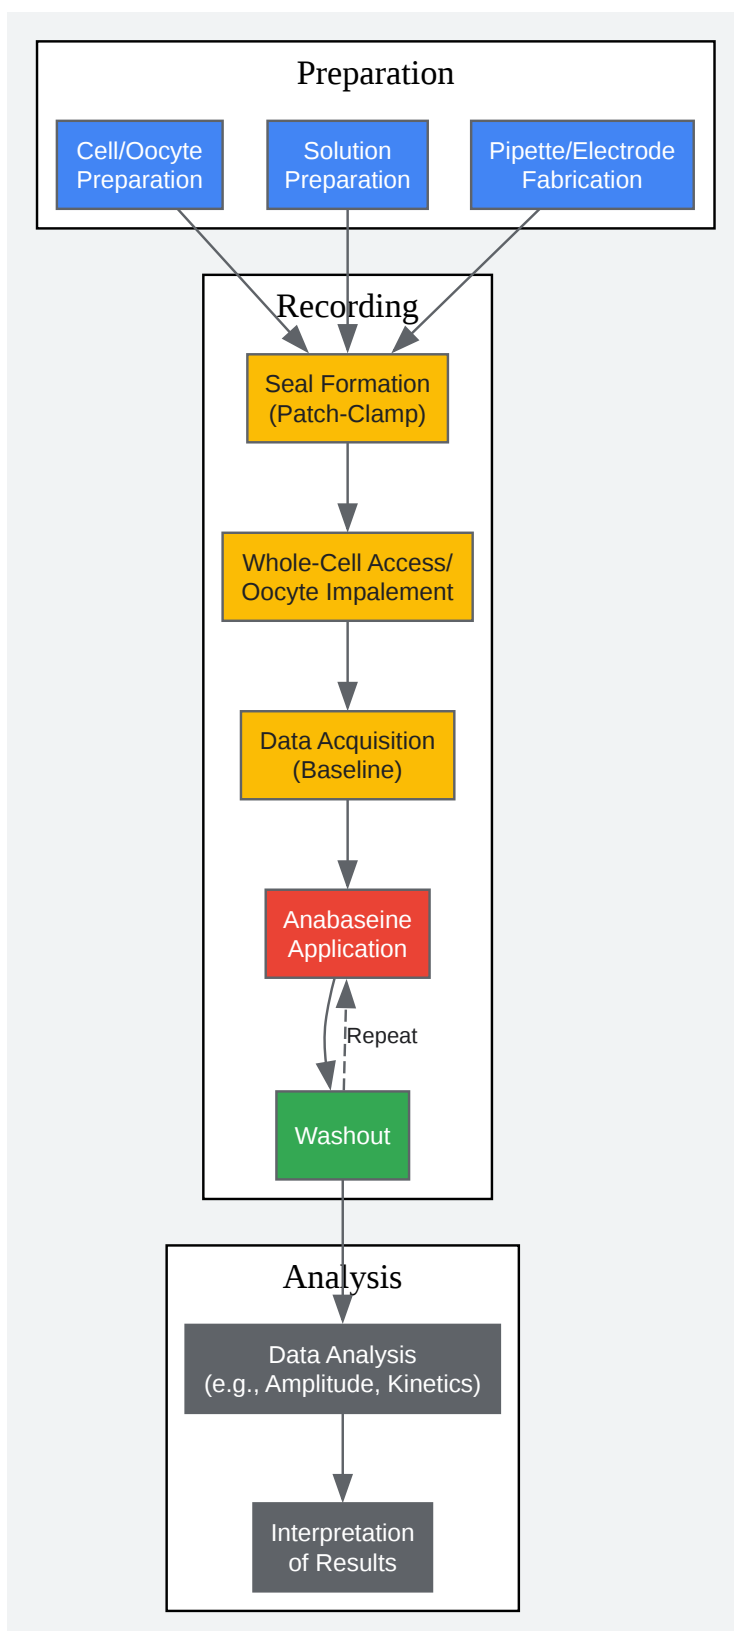 Preparation
Cell/Oocyte
Preparation
Solution
Preparation
Pipette/Electrode
Fabrication
Recording
Seal Formation
(Patch-Clamp)
Whole-Cell Access/
Oocyte Impalement
Data Acquisition
(Baseline)
Anabaseine
Application
Repeat
Washout
Analysis
Data Analysis
(e.g., Amplitude, Kinetics)
Interpretation
of Results